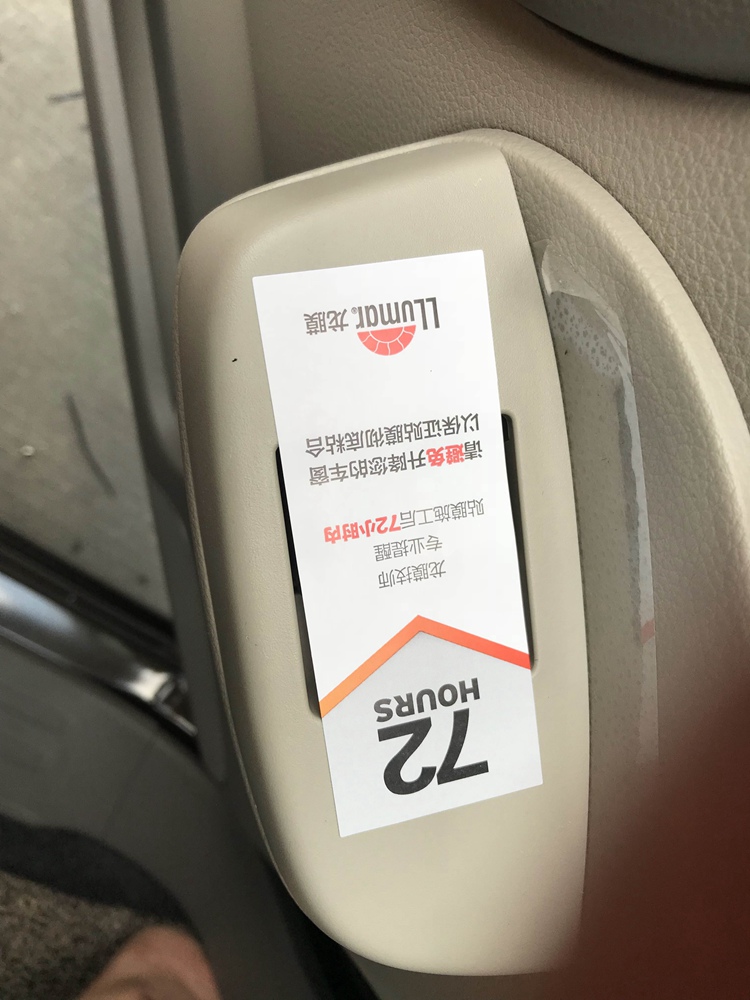 72
HOURS
龙膜技师
专业提醒
贴膜施工后72小时内
请避免升降您的车窗
以保证贴膜彻底粘合
LLumar® 龙膜